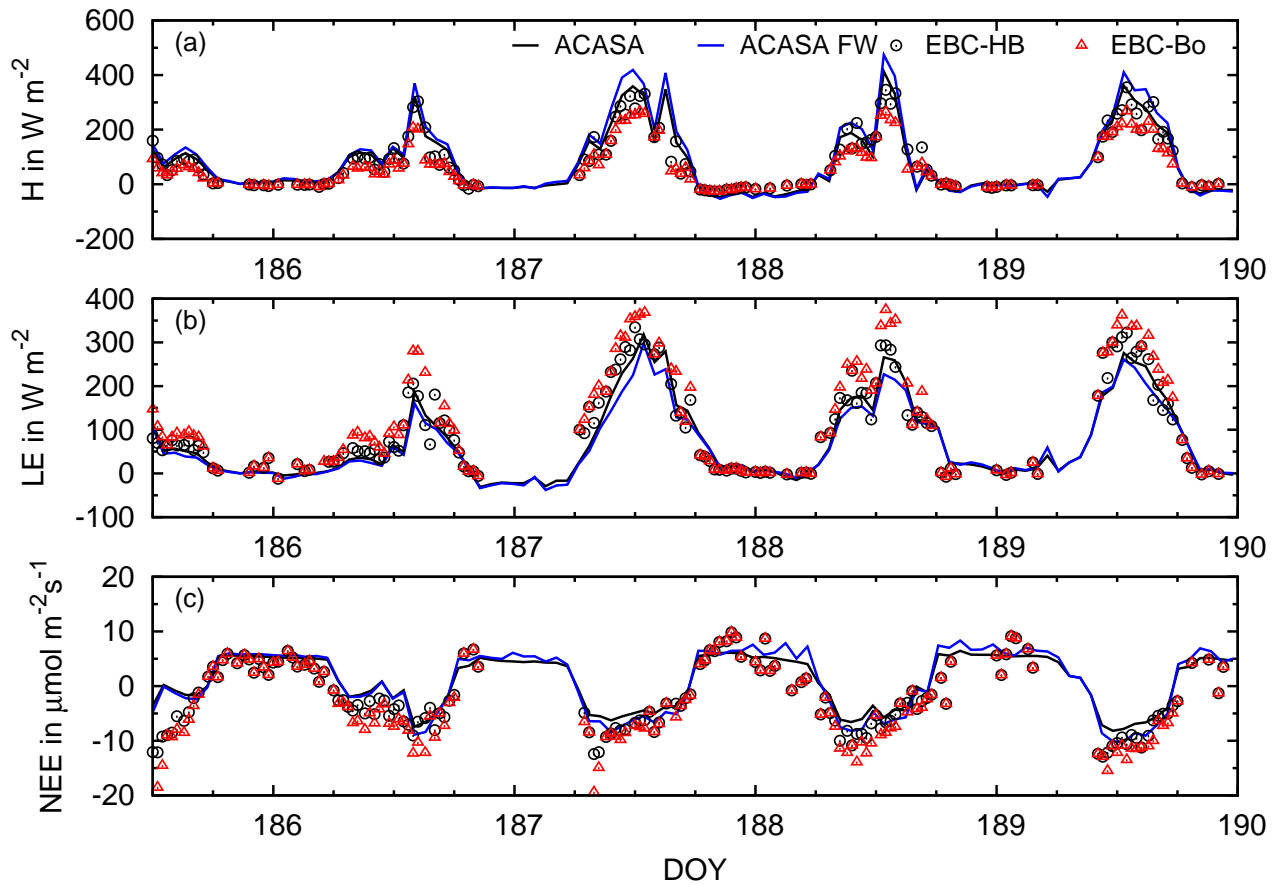 (a) ACASA ACASA FW EBC-HB EBC-Bo
H in W m⁻²
600
400
200
0
-200
186 187 188 189 190
(b)
LE in W m⁻²
400
300
200
100
0
-100
186 187 188 189 190
(c)
NEE in µmol m⁻²s⁻¹
20
10
5
0
-10
-20
186 187 188 189 190
DOY